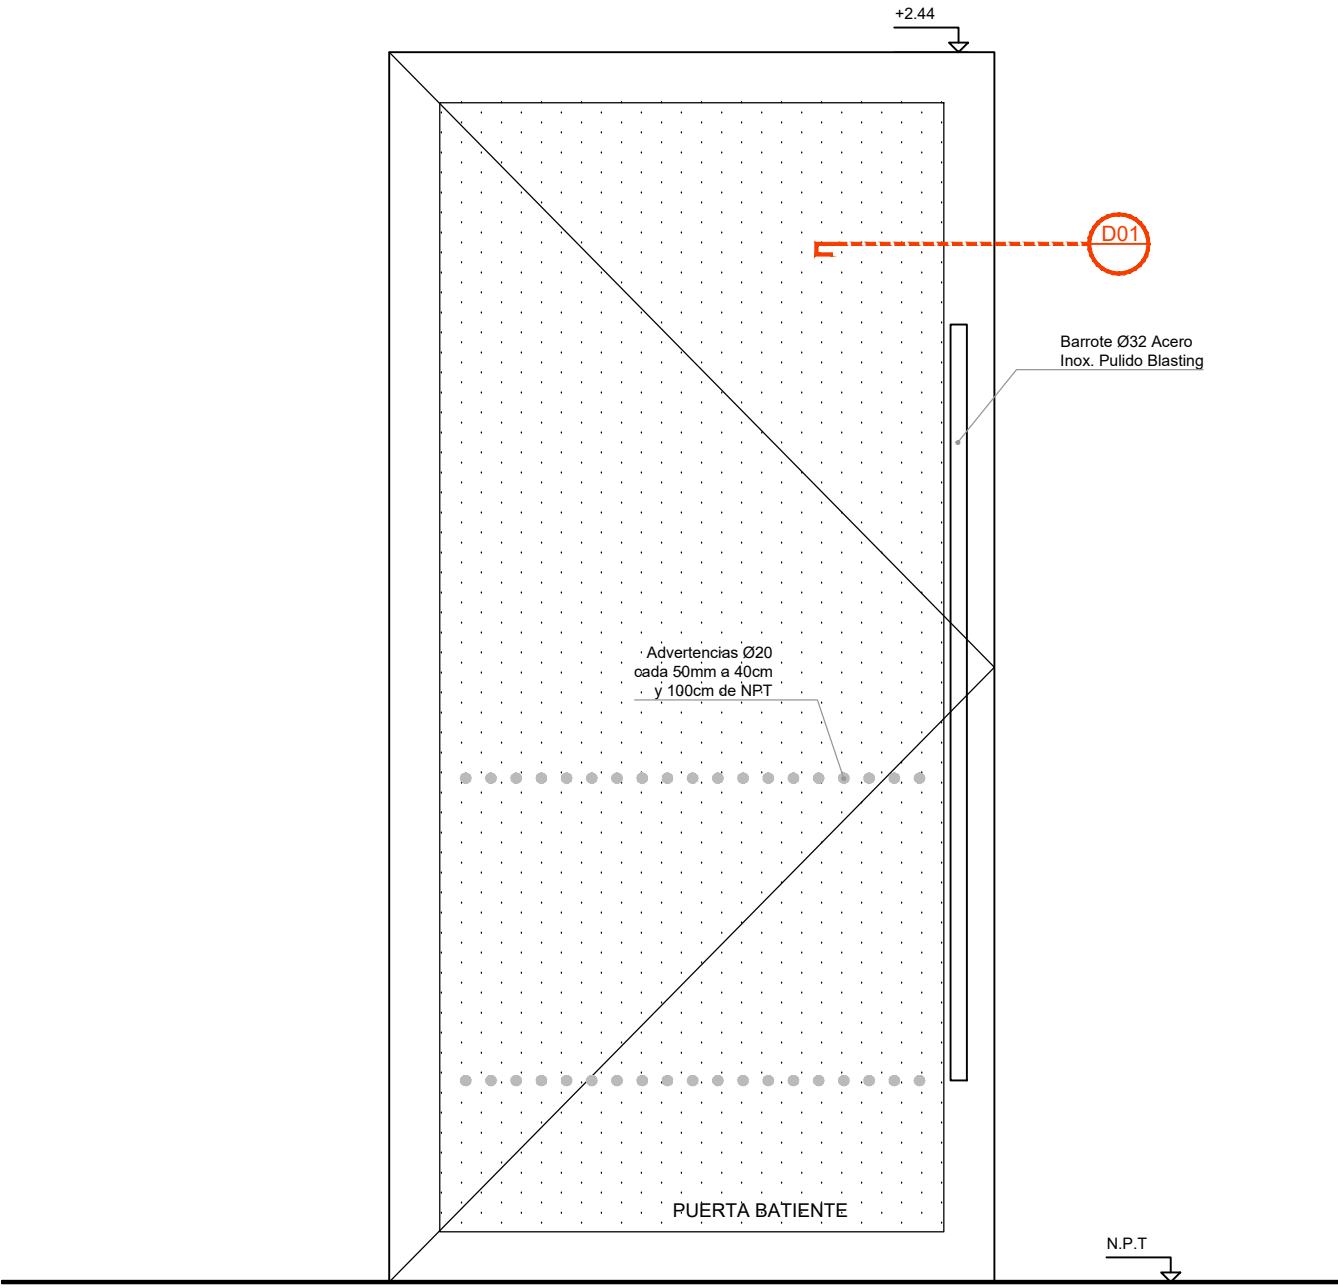 +2.44
D01
Barrote Ø32 Acero
Inox. Pulido Blasting
Advertencias Ø20
cada 50mm a 40cm
y 100cm de NPT
PUERTA BATIENTE
N.P.T